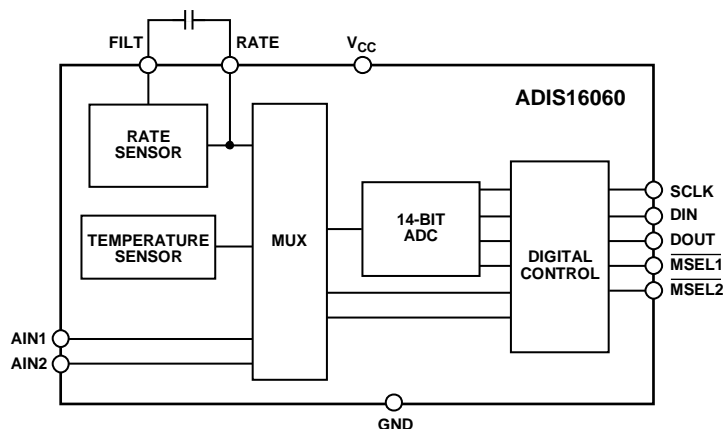 FILT
RATE
VCC
ADIS16060
RATE
SENSOR
TEMPERATURE
SENSOR
MUX
14-BIT
ADC
DIGITAL
CONTROL
SCLK
DIN
DOUT
MSEL1
MSEL2
AIN1
AIN2
GND